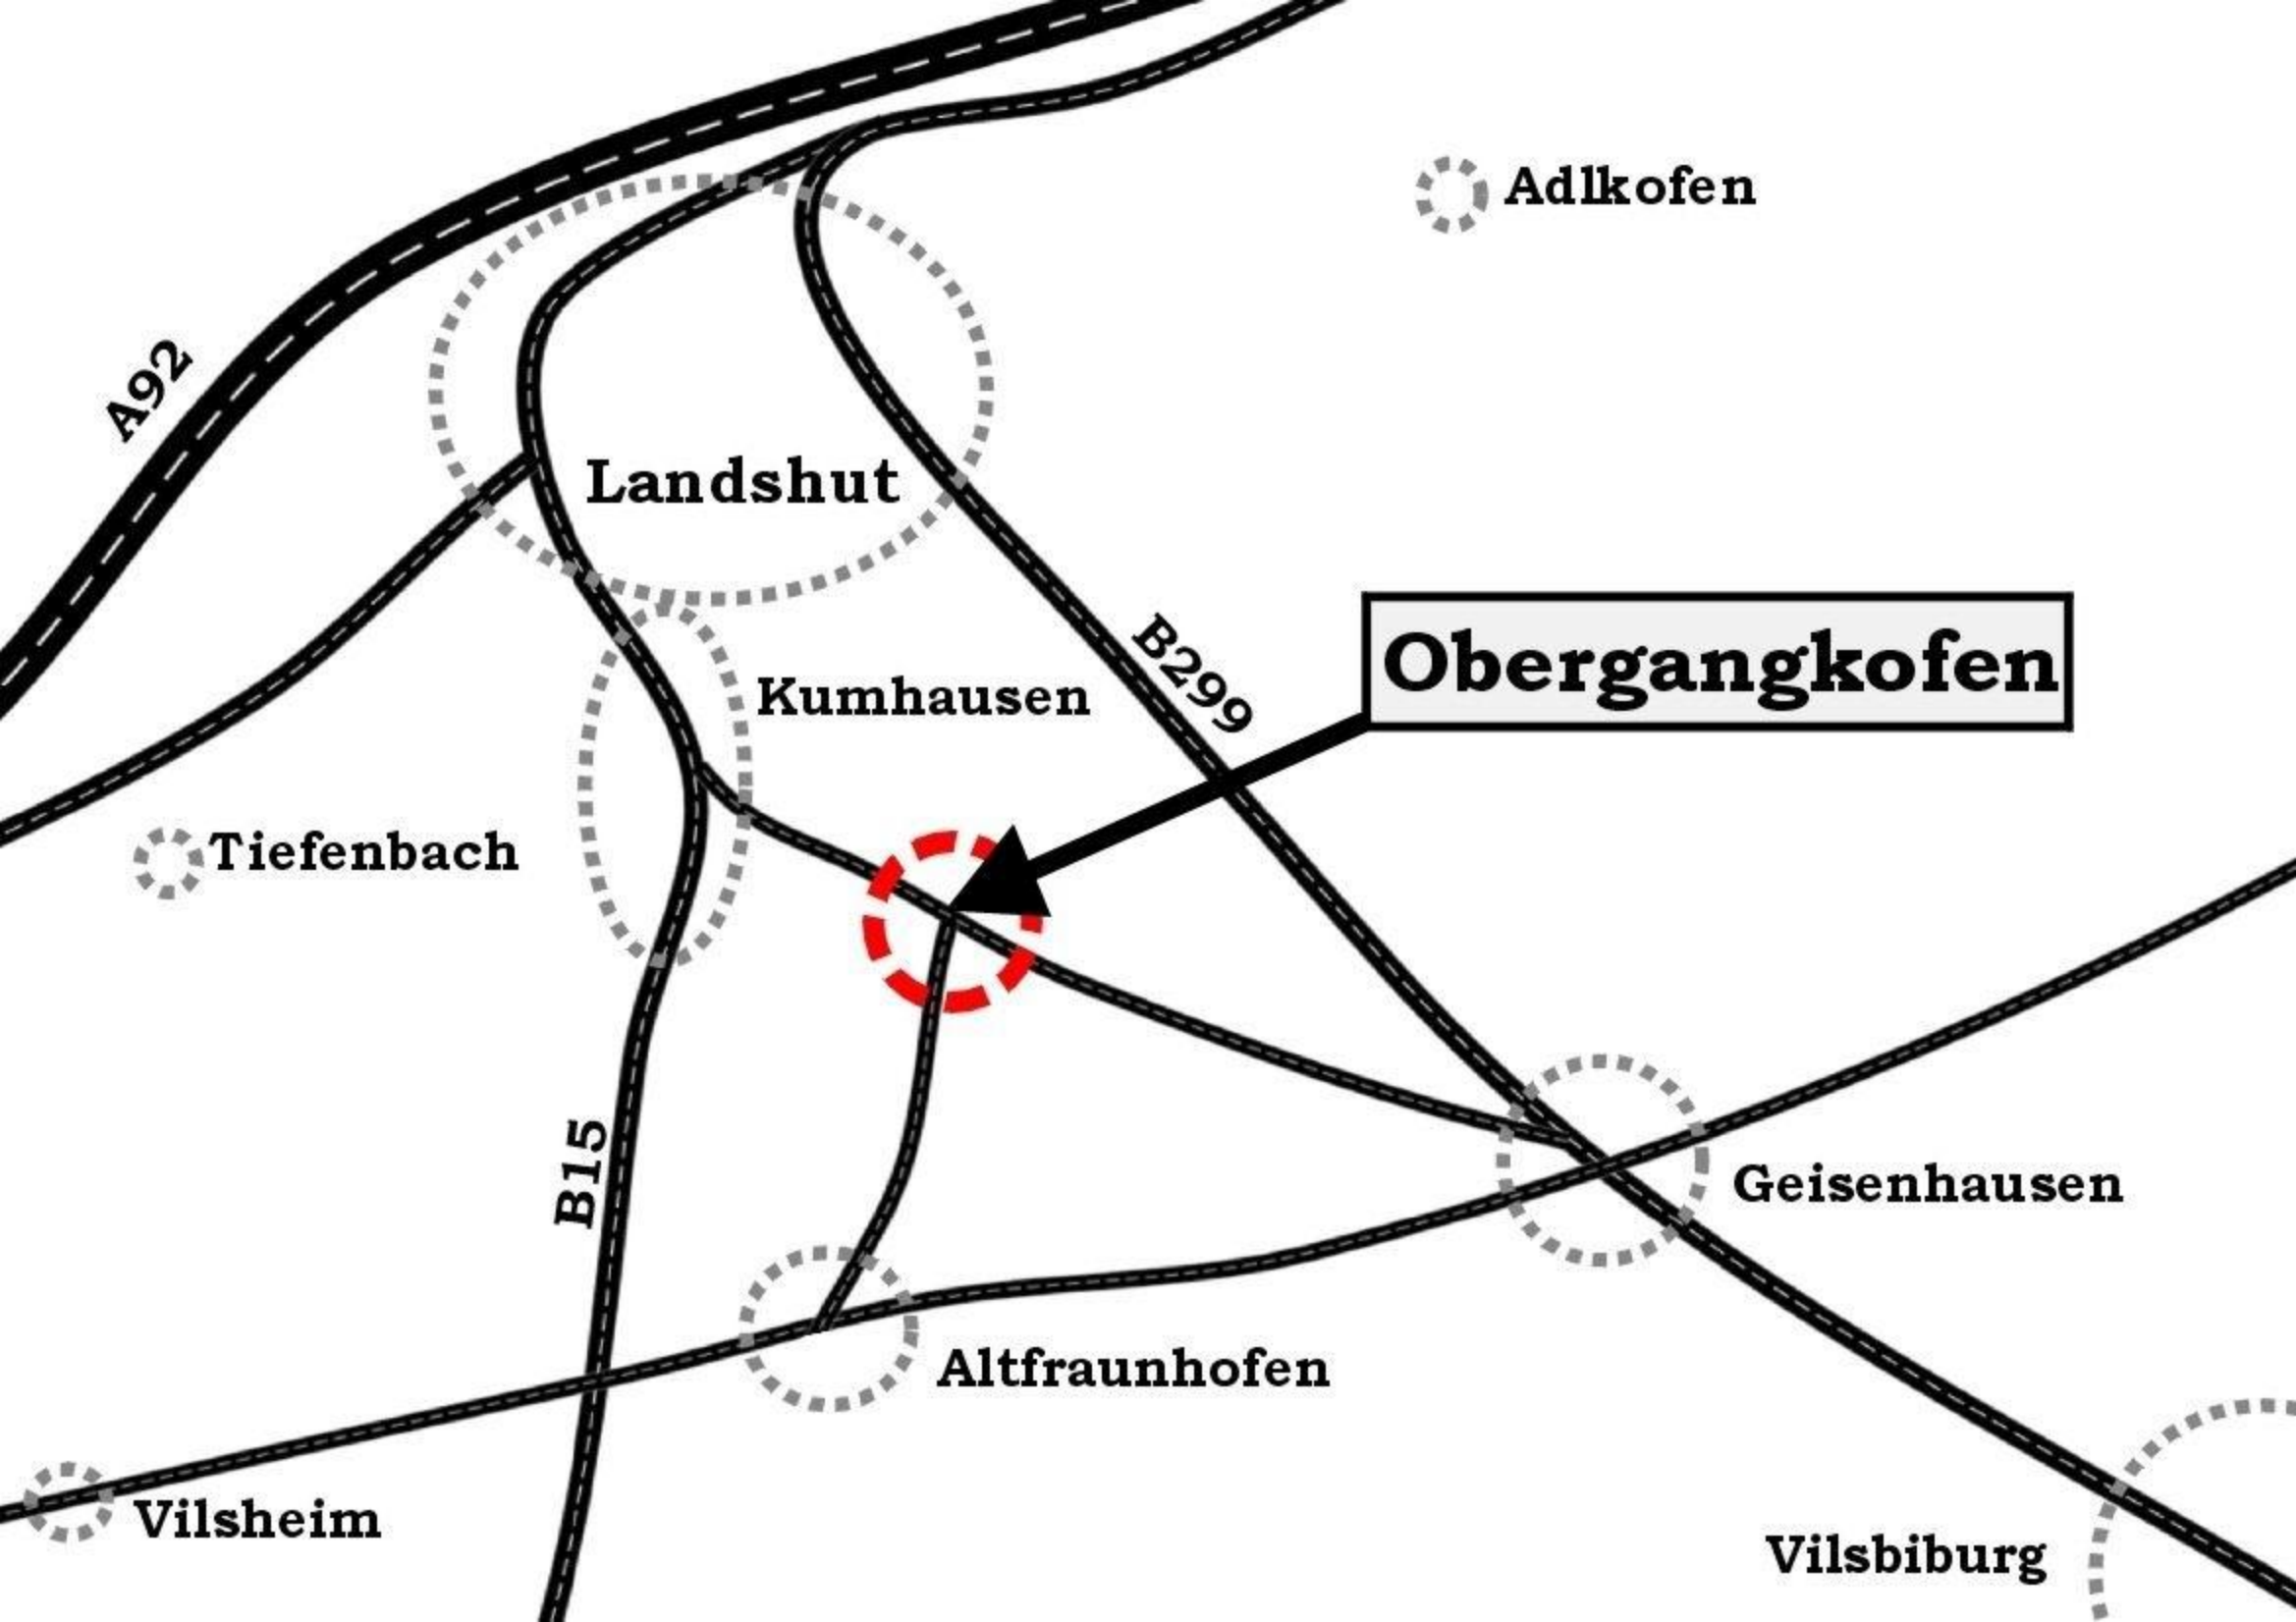 Adlkofen
A92
Landshut
B299
Obergangkofen
Kumhausen
Tiefenbach
B15
Geisenhausen
Altfraunhofen
Vilsheim
Vilsbiburg